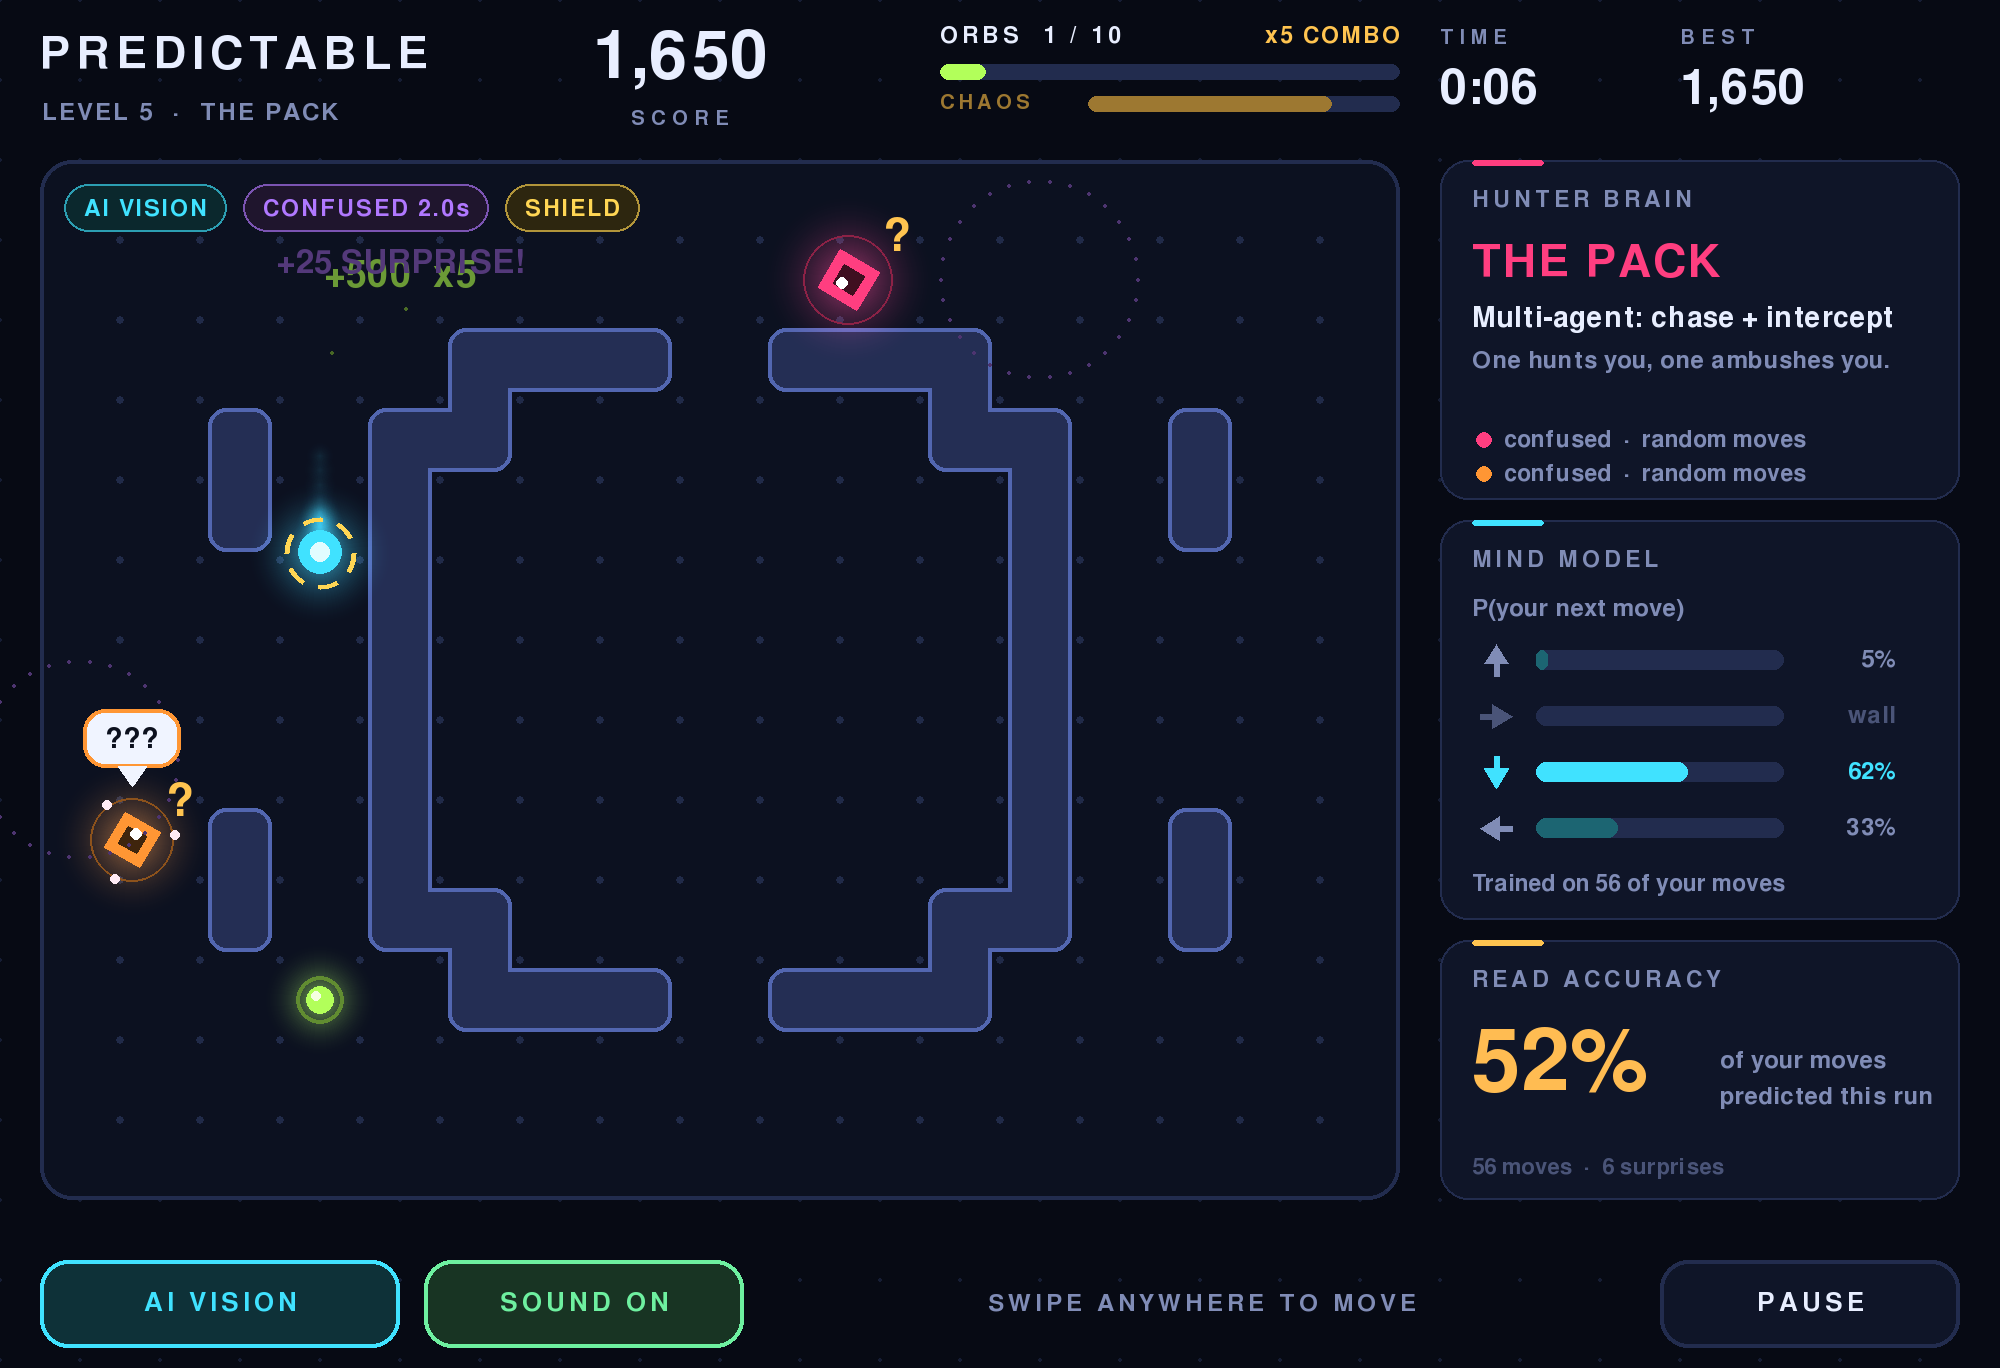 PREDICTABLE
LEVEL 5 · THE PACK
1,650
SCORE
ORBS 1 / 10
x5 COMBO
CHAOS
TIME
0:06
BEST
1,650
AI VISION
CONFUSED 2.0s
SHIELD
+25 SURPRISE!
+500 x5
?
???
?
HUNTER BRAIN
THE PACK
Multi-agent: chase + intercept
One hunts you, one ambushes you.
confused · random moves
confused · random moves
MIND MODEL
P(your next move)
5%
wall
62%
33%
Trained on 56 of your moves
READ ACCURACY
52%
of your moves
predicted this run
56 moves · 6 surprises
AI VISION
SOUND ON
SWIPE ANYWHERE TO MOVE
PAUSE